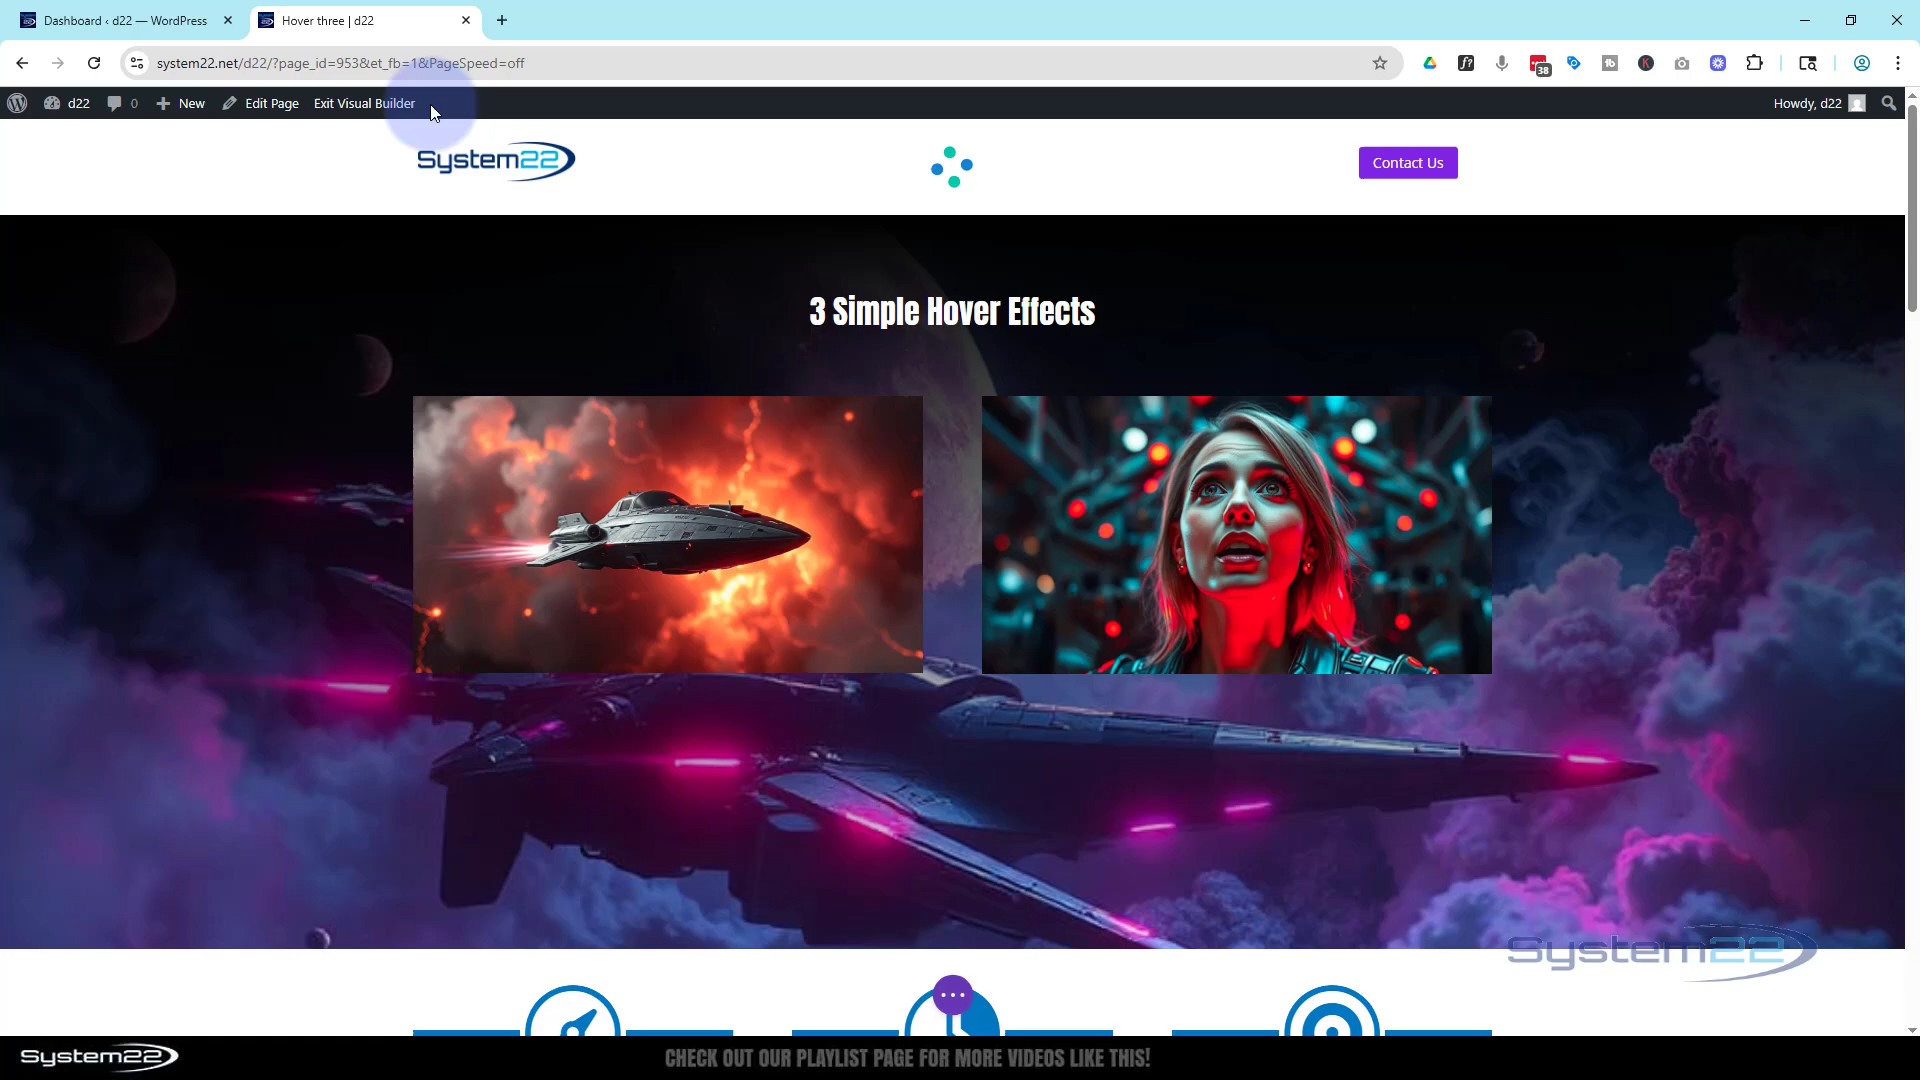 Dashboard ‹ d22 — WordPress
Hover three | d22
system22.net/d22/?page_id=953&et_fb=1&PageSpeed=off
38
d22
0
New
Edit Page
Exit Visual Builder
Howdy, d22
System22
Contact Us
3 Simple Hover Effects
System22
System22
CHECK OUT OUR PLAYLIST PAGE FOR MORE VIDEOS LIKE THIS!